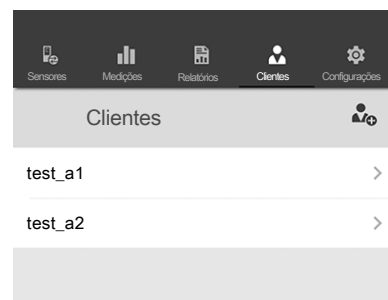 Sensores Medições Relatórios Clientes Configurações
Clientes
test_a1
test_a2